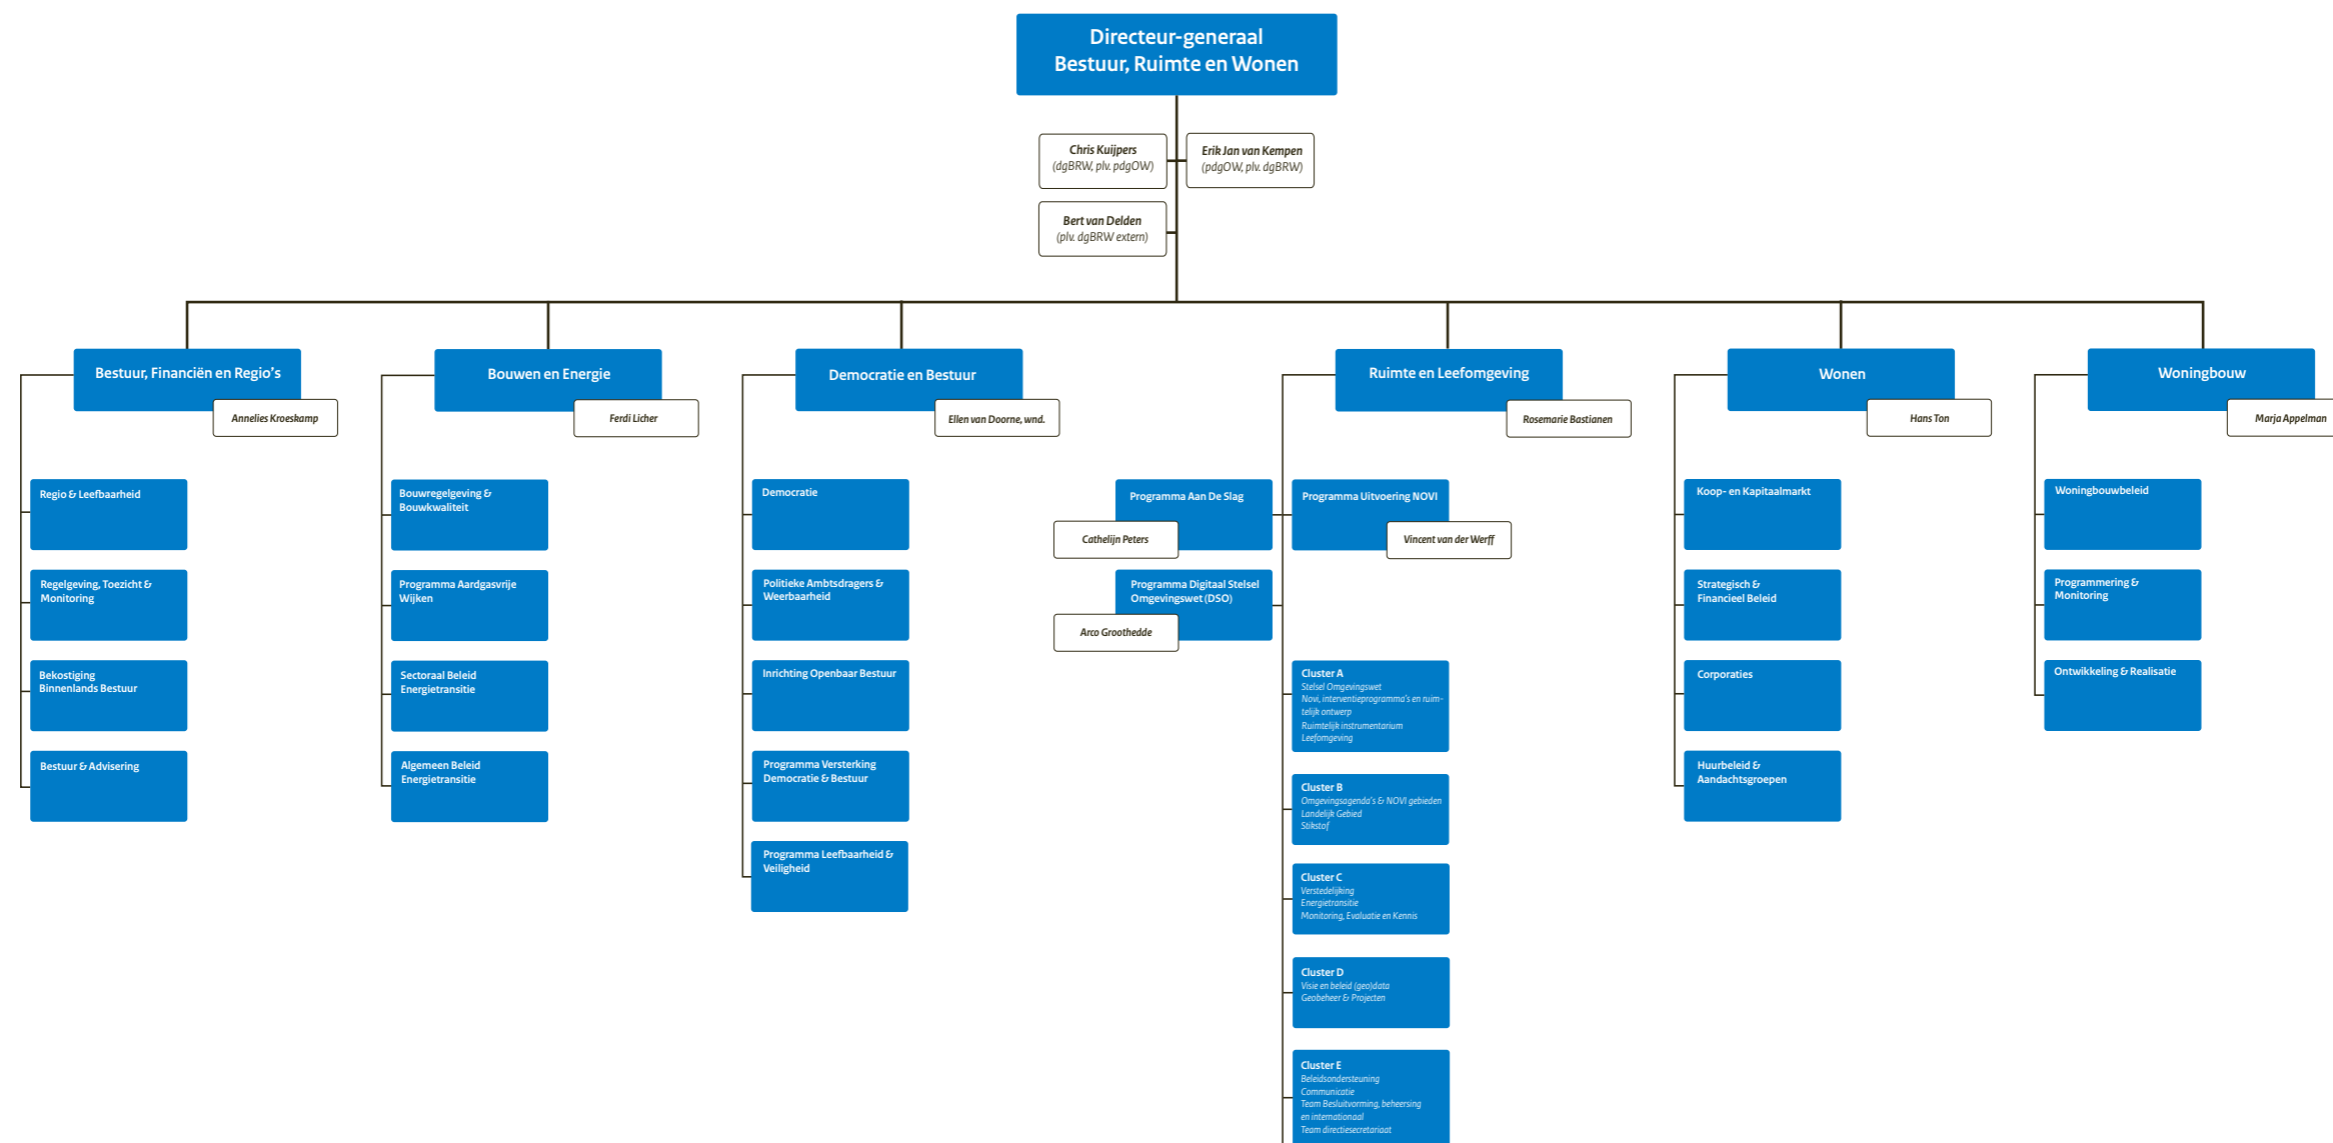 Directeur-generaal
Bestuur, Ruimte en Wonen
Chris Kuijpers
(dgBRW, plv. pdgOW)
Erik Jan van Kempen
(pdgOW, plv. dgBRW)
Bert van Delden
(plv. dgBRW extern)
Bestuur, Financiën en Regio's
Annelies Kroeskamp
Regio & Leefbaarheid
Regelgeving, Toezicht &
Monitoring
Bekostiging
Binnenlands Bestuur
Bestuur & Advisering
Bouwen en Energie
Ferdi Licher
Bouwregelgeving &
Bouwkwaliteit
Programma Aardgasvrije
Wijken
Sectoraal Beleid
Energietransitie
Algemeen Beleid
Energietransitie
Democratie en Bestuur
Ellen van Doorne, wnd.
Democratie
Politieke Ambtsdragers &
Weerbaarheid
Inrichting Openbaar Bestuur
Programma Versterking
Democratie & Bestuur
Programma Leefbaarheid &
Veiligheid
Ruimte en Leefomgeving
Rosemarie Bastianen
Programma Aan De Slag
Cathelijn Peters
Programma Uitvoering NOVI
Vincent van der Werff
Programma Digitaal Stelsel
Omgevingswet (DSO)
Arco Groothedde
Cluster A
Stelsel Omgevingswet
Novi, interventieprogramma's en ruim-
telijk ontwerp
Ruimtelijk instrumentarium
Leefomgeving
Cluster B
Omgevingsagenda's & NOVI gebieden
Landelijk Gebied
Stikstof
Cluster C
Verstedelijking
Energietransitie
Monitoring, Evaluatie en Kennis
Cluster D
Visie en beleid (geo)data
Geobeheer & Projecten
Cluster E
Beleidsondersteuning
Communicatie
Team Besluitvorming, beheersing
en internationaal
Team directiesecretariaat
Wonen
Hans Ton
Koop- en Kapitaalmarkt
Strategisch &
Financieel Beleid
Corporaties
Huurbeleid &
Aandachtsgroepen
Woningbouw
Marja Appelman
Woningbouwbeleid
Programmering &
Monitoring
Ontwikkeling & Realisatie